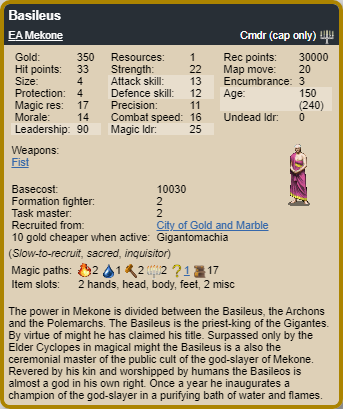 Basileus
EA Mekone Cmdr (cap only)
Gold: 350 Resources: 1 Rec points: 30000
Hit points: 33 Strength: 22 Map move: 20
Size: 4 Attack skill: 13 Encumbrance: 3
Protection: 4 Defence skill: 12 Age: 150
Magic res: 17 Precision: 11 (240)
Morale: 14 Combat speed: 16 Undead ldr: 0
Leadership: 90 Magic ldr: 25
Weapons:
Fist
Basecost: 10030
Formation fighter: 2
Task master: 2
Recruited from: City of Gold and Marble
10 gold cheaper when active: Gigantomachia
(Slow-to-recruit, sacred, inquisitor)
Magic paths: 2 1 2 2 ?1 17
Item slots: 2 hands, head, body, feet, 2 misc
The power in Mekone is divided between the Basileus, the Archons
and the Polemarchs. The Basileus is the priest-king of the Gigantes.
By virtue of might he has claimed his title. Surpassed only by the
Elder Cyclopes in magical might the Basileus is a also the
ceremonial master of the public cult of the god-slayer of Mekone.
Revered by his kin and worshipped by humans the Basileos is
almost a god in his own right. Once a year he inaugurates a
champion of the god-slayer in a purifying bath of water and flames.